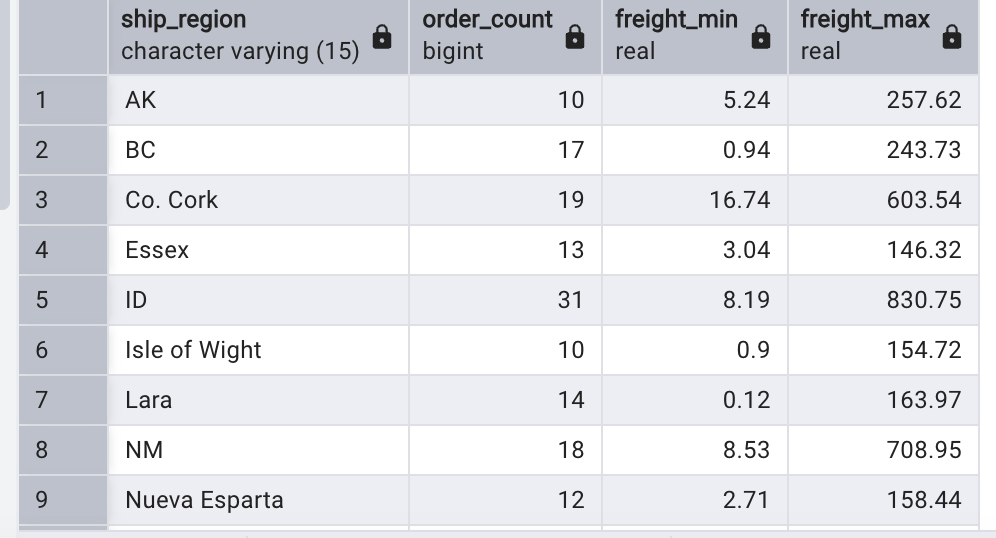 ship_region order_count freight_min freight_max
character varying (15) bigint real real
1 AK 10 5.24 257.62
2 BC 17 0.94 243.73
3 Co. Cork 19 16.74 603.54
4 Essex 13 3.04 146.32
5 ID 31 8.19 830.75
6 Isle of Wight 10 0.9 154.72
7 Lara 14 0.12 163.97
8 NM 18 8.53 708.95
9 Nueva Esparta 12 2.71 158.44